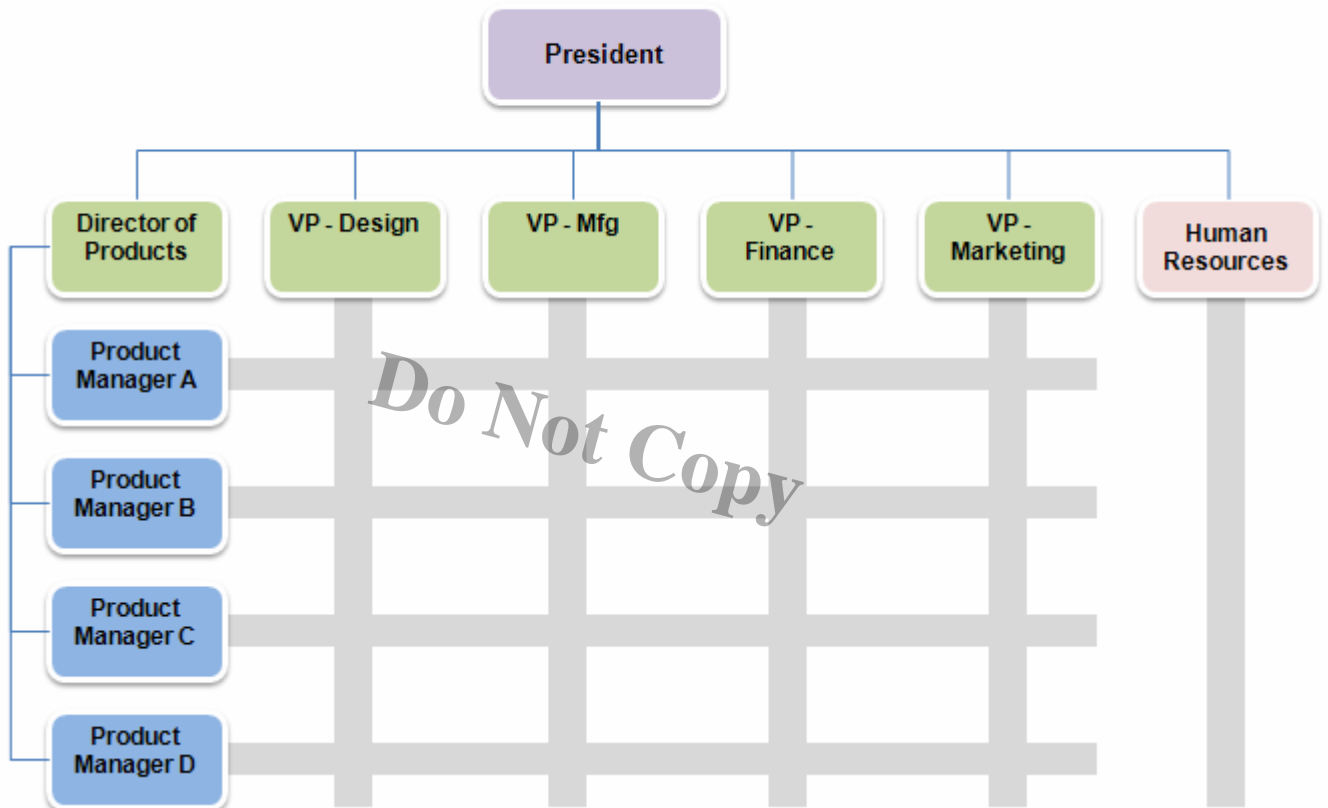 President
Director of
Products
VP - Design
VP - Mfg
VP -
Finance
VP -
Marketing
Human
Resources
Product
Manager A
Product
Manager B
Product
Manager C
Product
Manager D
Do Not Copy